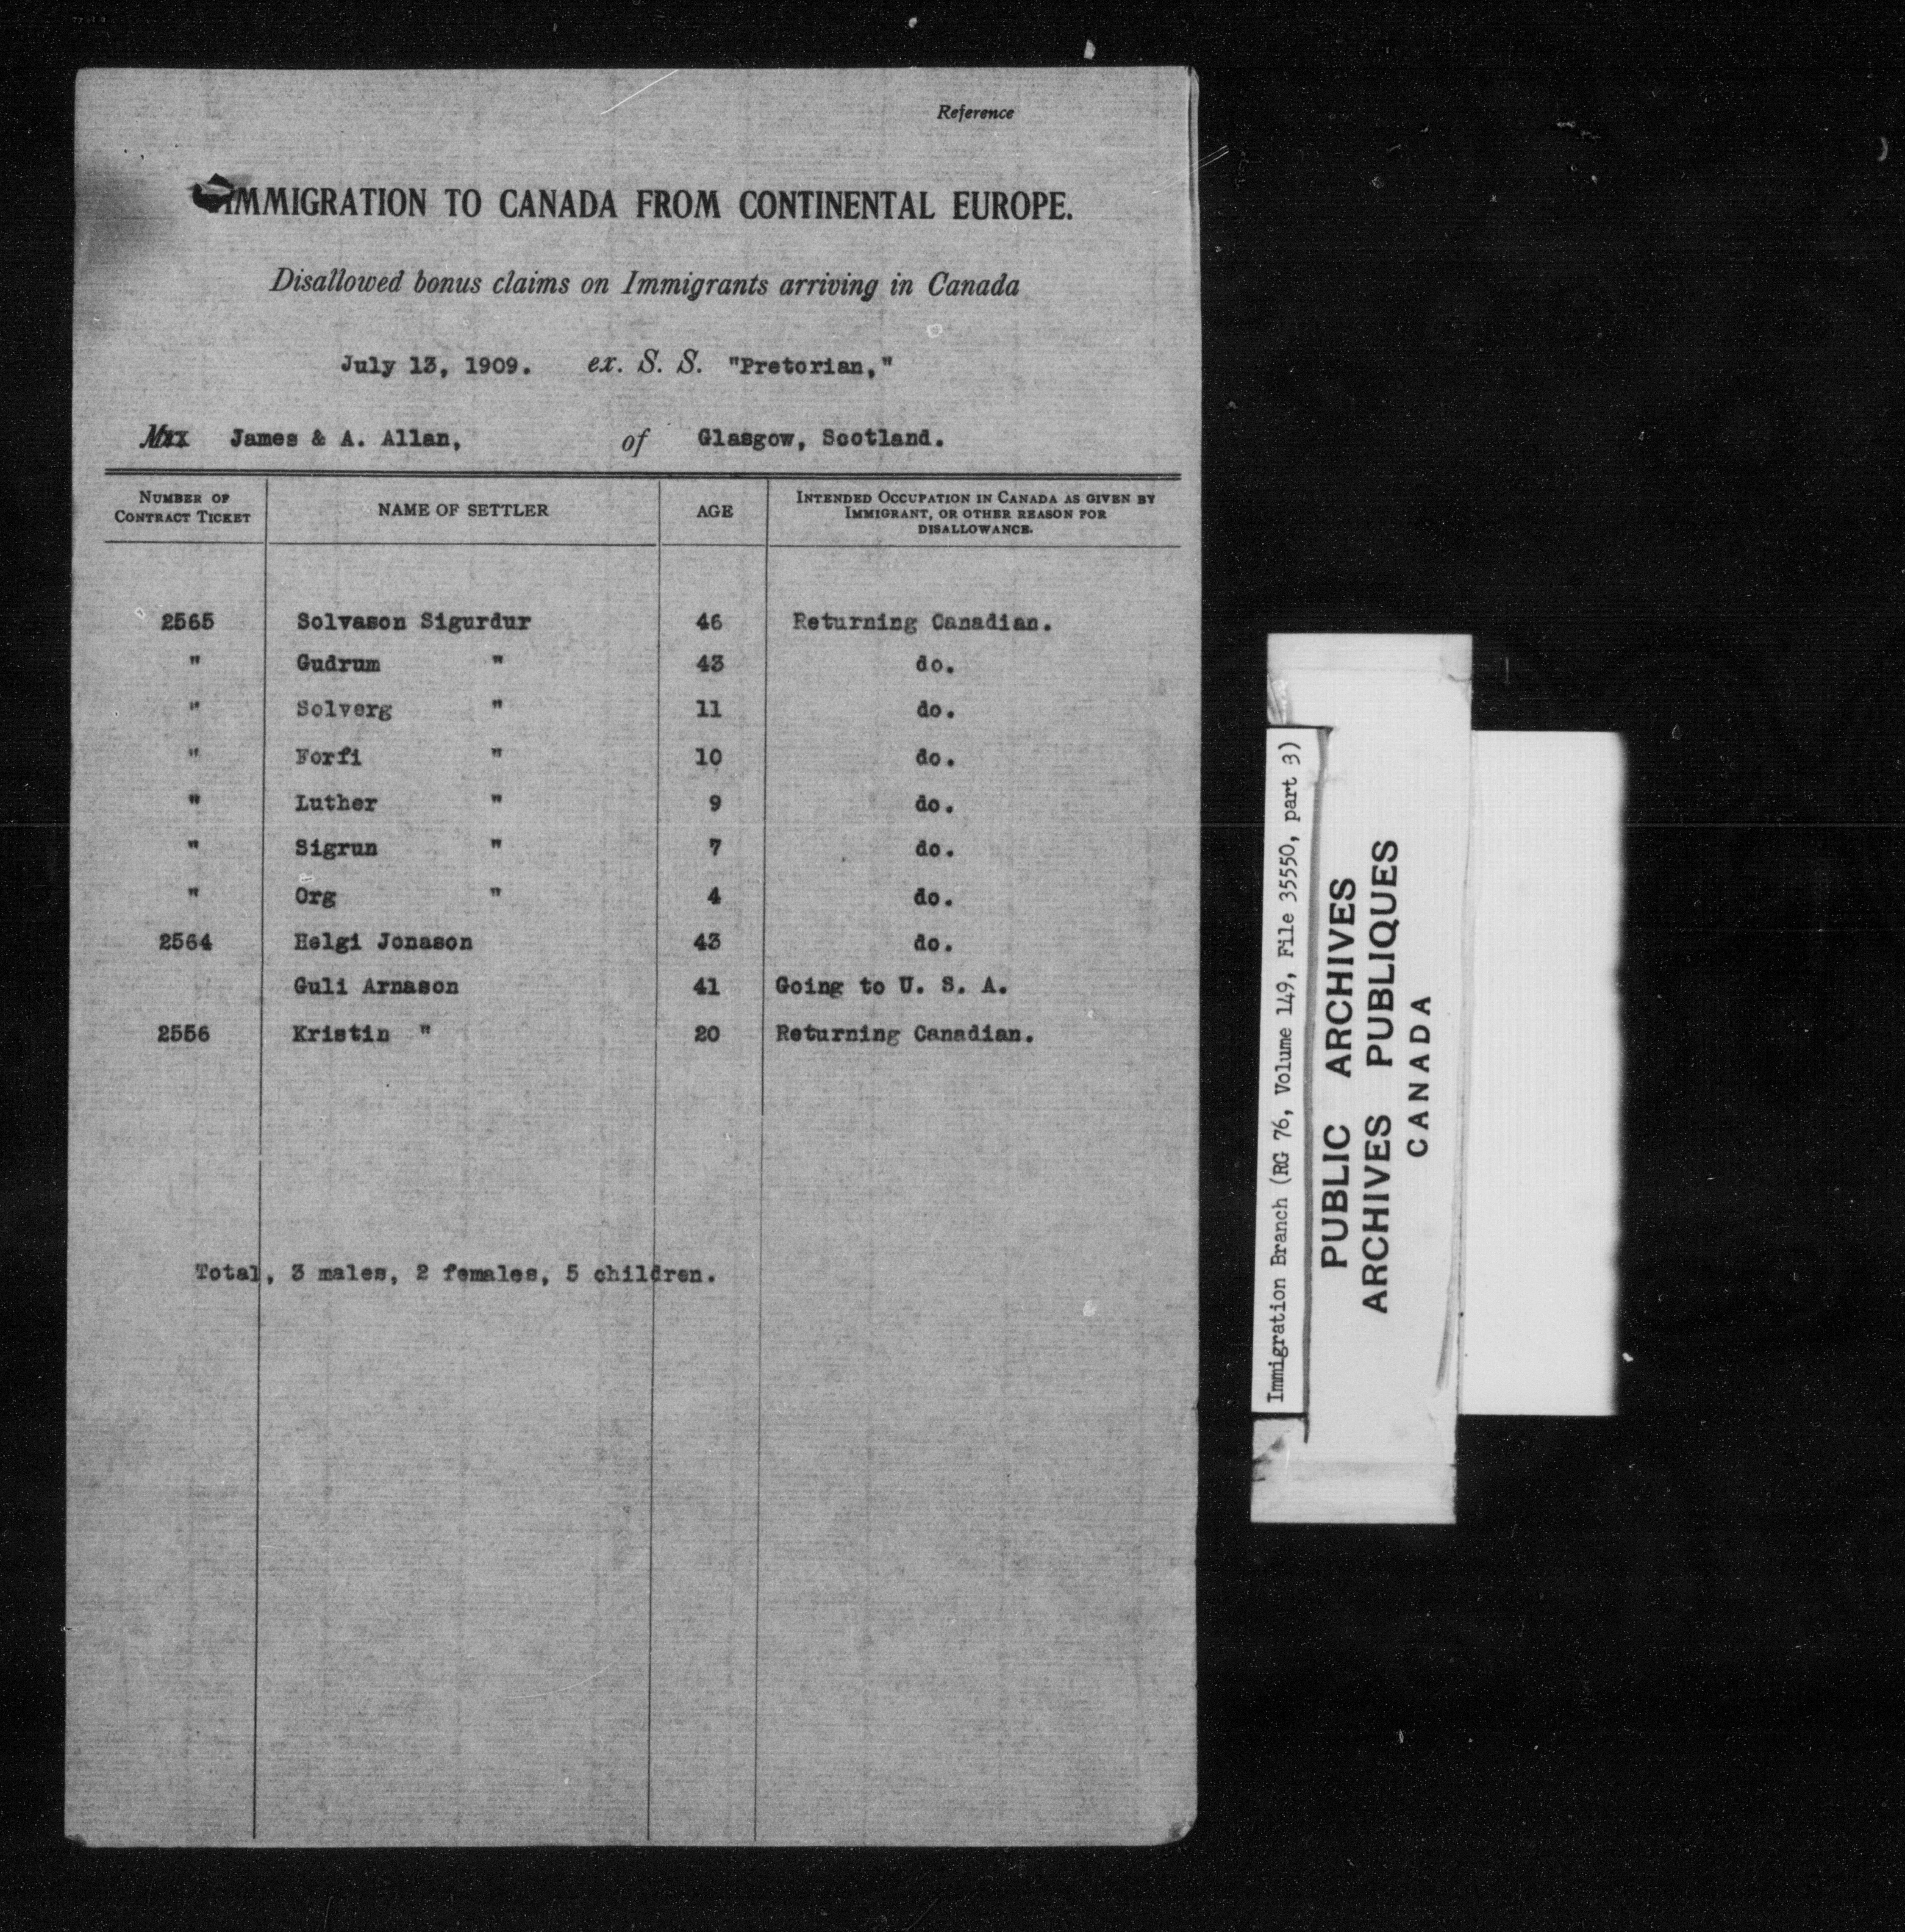 Reference
IMMIGRATION TO CANADA FROM CONTINENTAL EUROPE.
Disallowed bonus claims on Immigrants arriving in Canada
July 13, 1909. ex. S. S. "Pretorian,"
Mxx James & A. Allan, of Glasgow, Scotland.
NUMBER OF CONTRACT TICKET NAME OF SETTLER AGE INTENDED OCCUPATION IN CANADA AS GIVEN BY IMMIGRANT, OR OTHER REASON FOR DISALLOWANCE.
2565 Solvason Sigurdur 46 Returning Canadian.
" Gudrum " 43 do.
" Solverg " 11 do.
" Forfi " 10 do.
" Luther " 9 do.
" Sigrun " 7 do.
" Org " 4 do.
2564 Helgi Jonason 43 do.
Guli Arnason 41 Going to U. S. A.
2556 Kristin " 20 Returning Canadian.
Total, 3 males, 2 females, 5 children.
Immigration Branch (RG 76, Volume 149, File 35550, part 3)
PUBLIC ARCHIVES
ARCHIVES PUBLIQUES
CANADA